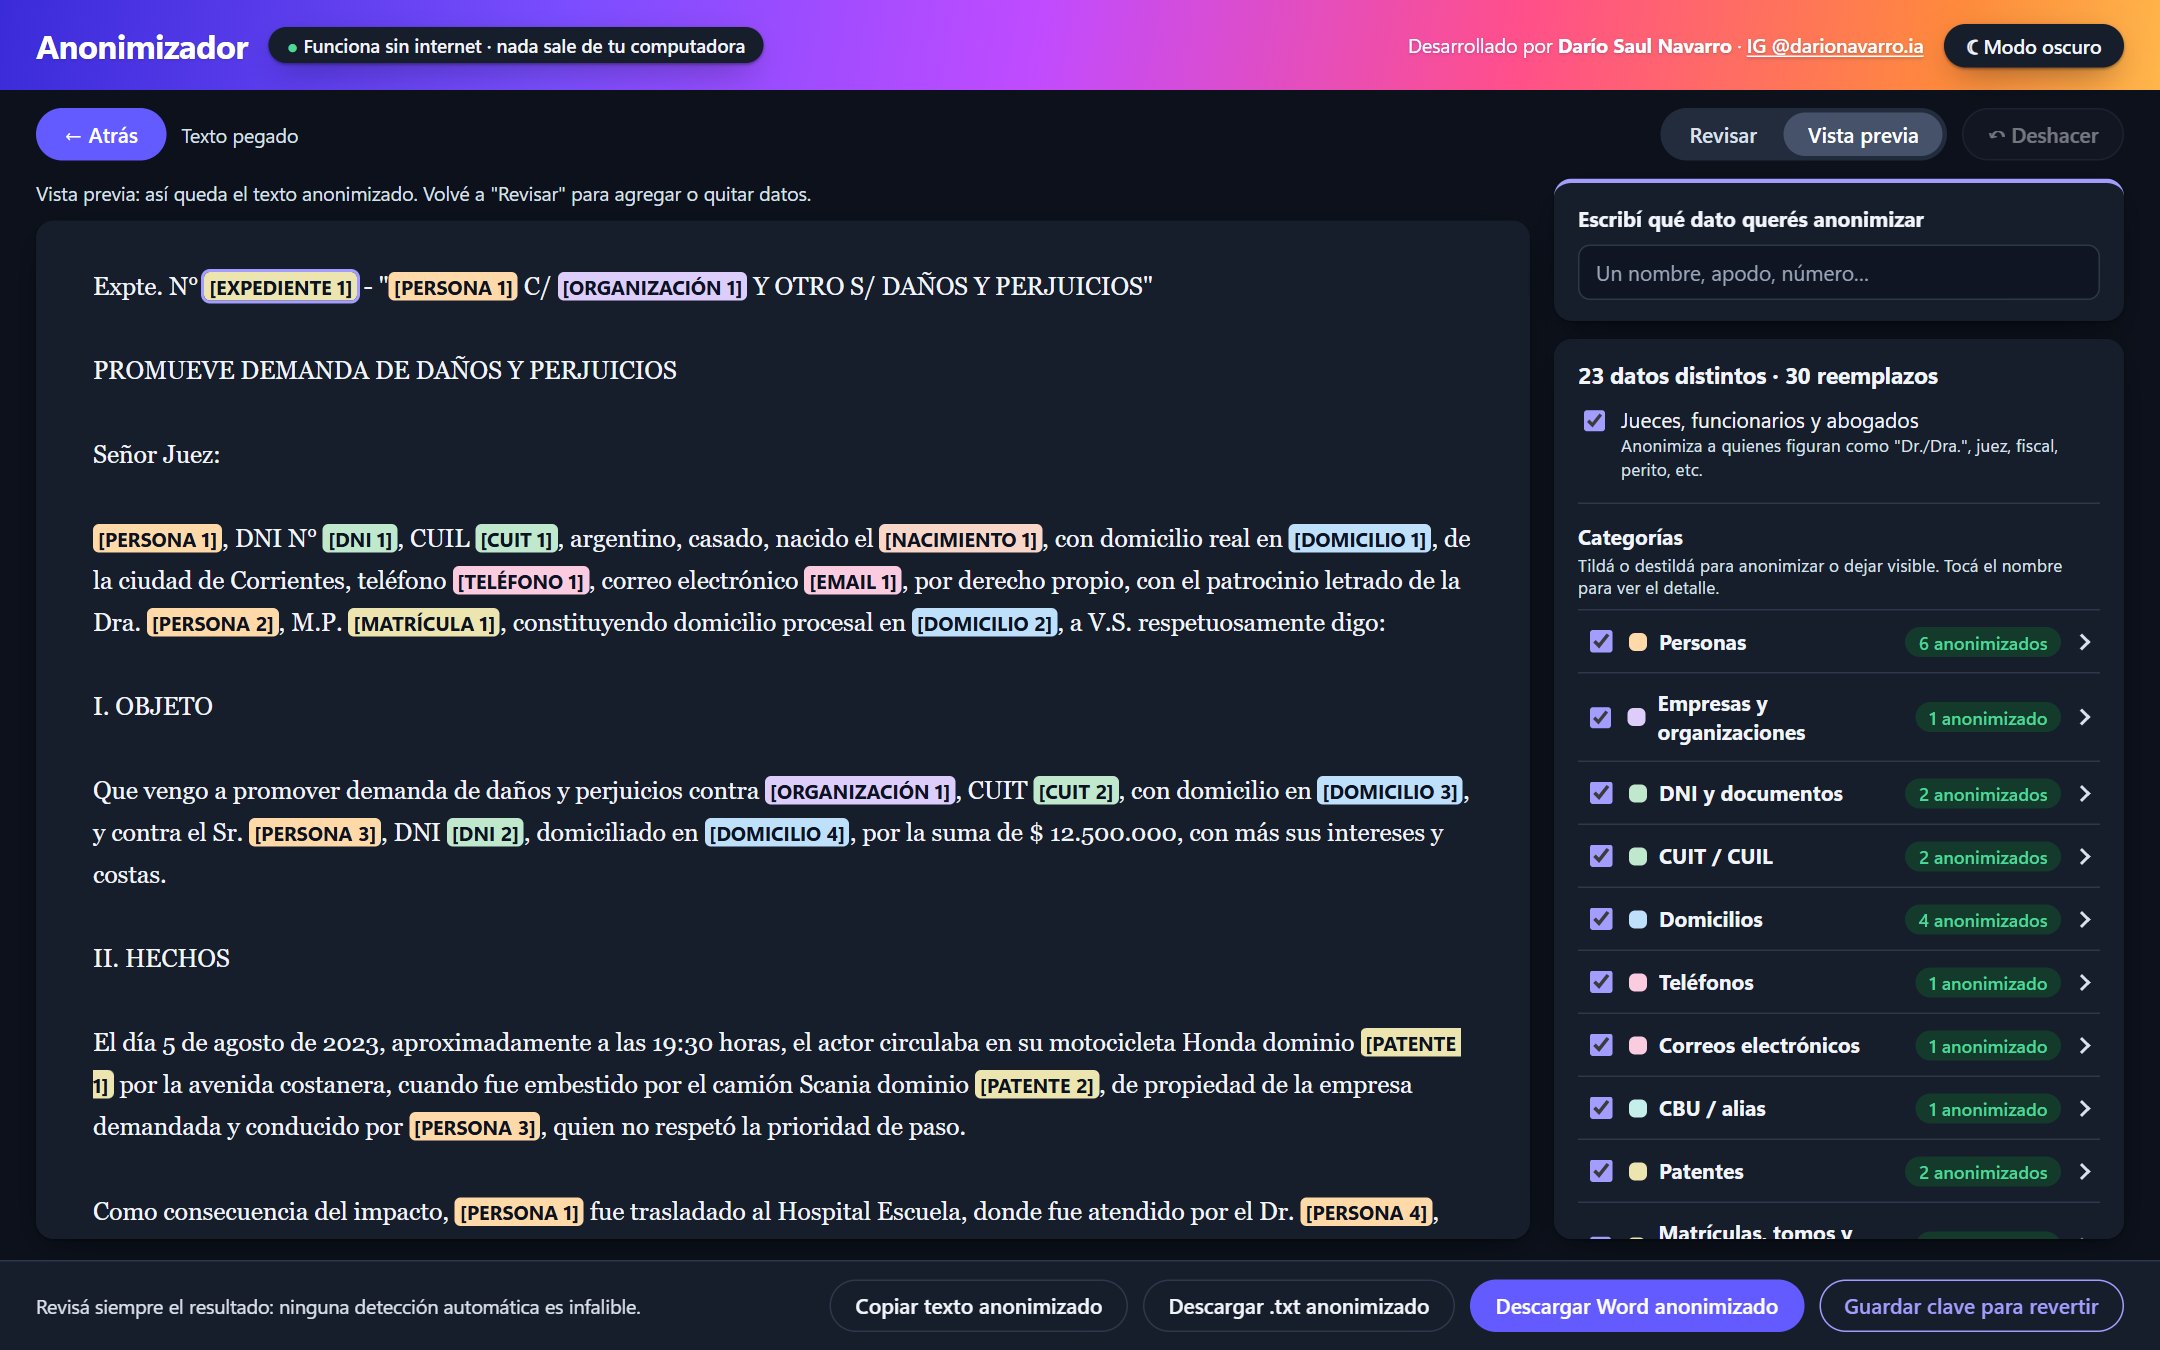 Anonimizador
● Funciona sin internet · nada sale de tu computadora
Desarrollado por Darío Saul Navarro · IG @darionavarro.ia
☾ Modo oscuro
← Atrás
Texto pegado
Revisar
Vista previa
↶ Deshacer
Vista previa: así queda el texto anonimizado. Volvé a "Revisar" para agregar o quitar datos.
Expte. Nº [EXPEDIENTE 1] - "[PERSONA 1] C/ [ORGANIZACIÓN 1] Y OTRO S/ DAÑOS Y PERJUICIOS"
PROMUEVE DEMANDA DE DAÑOS Y PERJUICIOS
Señor Juez:
[PERSONA 1], DNI Nº [DNI 1], CUIL [CUIT 1], argentino, casado, nacido el [NACIMIENTO 1], con domicilio real en [DOMICILIO 1], de
la ciudad de Corrientes, teléfono [TELÉFONO 1], correo electrónico [EMAIL 1], por derecho propio, con el patrocinio letrado de la
Dra. [PERSONA 2], M.P. [MATRÍCULA 1], constituyendo domicilio procesal en [DOMICILIO 2], a V.S. respetuosamente digo:
I. OBJETO
Que vengo a promover demanda de daños y perjuicios contra [ORGANIZACIÓN 1], CUIT [CUIT 2], con domicilio en [DOMICILIO 3],
y contra el Sr. [PERSONA 3], DNI [DNI 2], domiciliado en [DOMICILIO 4], por la suma de $ 12.500.000, con más sus intereses y
costas.
II. HECHOS
El día 5 de agosto de 2023, aproximadamente a las 19:30 horas, el actor circulaba en su motocicleta Honda dominio [PATENTE
1] por la avenida costanera, cuando fue embestido por el camión Scania dominio [PATENTE 2], de propiedad de la empresa
demandada y conducido por [PERSONA 3], quien no respetó la prioridad de paso.
Como consecuencia del impacto, [PERSONA 1] fue trasladado al Hospital Escuela, donde fue atendido por el Dr. [PERSONA 4],
Escribí qué dato querés anonimizar
Un nombre, apodo, número...
23 datos distintos · 30 reemplazos
Jueces, funcionarios y abogados
Anonimiza a quienes figuran como "Dr./Dra.", juez, fiscal,
perito, etc.
Categorías
Tildá o destildá para anonimizar o dejar visible. Tocá el nombre
para ver el detalle.
Personas 6 anonimizados
Empresas y
organizaciones 1 anonimizado
DNI y documentos 2 anonimizados
CUIT / CUIL 2 anonimizados
Domicilios 4 anonimizados
Teléfonos 1 anonimizado
Correos electrónicos 1 anonimizado
CBU / alias 1 anonimizado
Patentes 2 anonimizados
Matrículas, tomos y
Revisá siempre el resultado: ninguna detección automática es infalible.
Copiar texto anonimizado
Descargar .txt anonimizado
Descargar Word anonimizado
Guardar clave para revertir